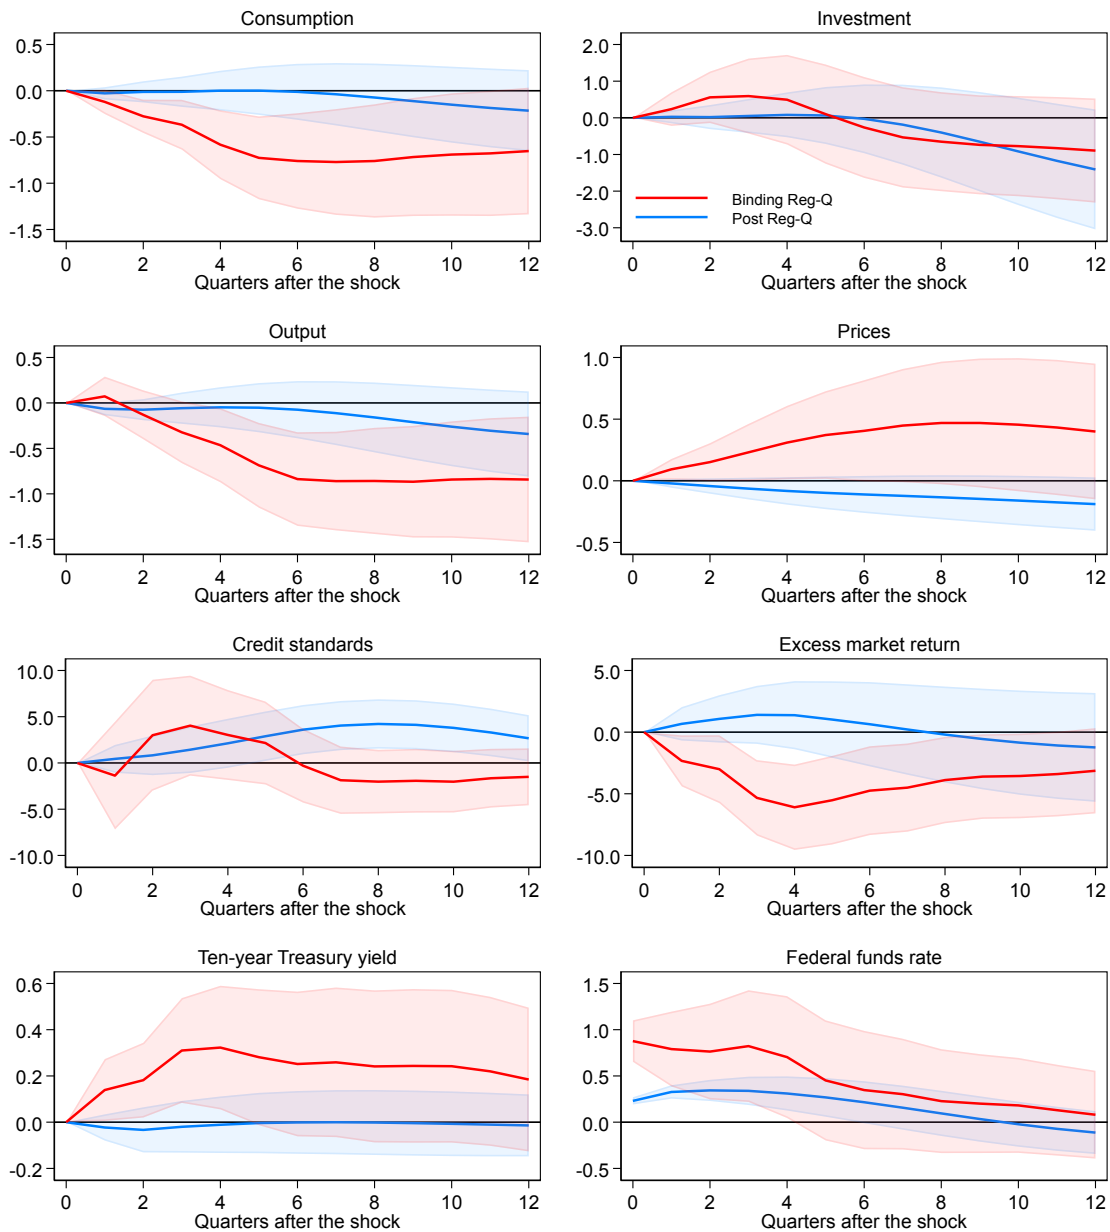 Consumption
0.5
0.0
-0.5
-1.0
-1.5
0 2 4 6 8 10 12
Quarters after the shock
Investment
2.0
1.0
0.0
-1.0
-2.0
-3.0
Binding Reg-Q
Post Reg-Q
0 2 4 6 8 10 12
Quarters after the shock
Output
0.5
0.0
-0.5
-1.0
-1.5
0 2 4 6 8 10 12
Quarters after the shock
Prices
1.0
0.5
0.0
-0.5
0 2 4 6 8 10 12
Quarters after the shock
Credit standards
10.0
5.0
0.0
-5.0
-10.0
0 2 4 6 8 10 12
Quarters after the shock
Excess market return
5.0
0.0
-5.0
-10.0
0 2 4 6 8 10 12
Quarters after the shock
Ten-year Treasury yield
0.6
0.4
0.2
0.0
-0.2
0 2 4 6 8 10 12
Quarters after the shock
Federal funds rate
1.5
1.0
0.5
0.0
-0.5
0 2 4 6 8 10 12
Quarters after the shock